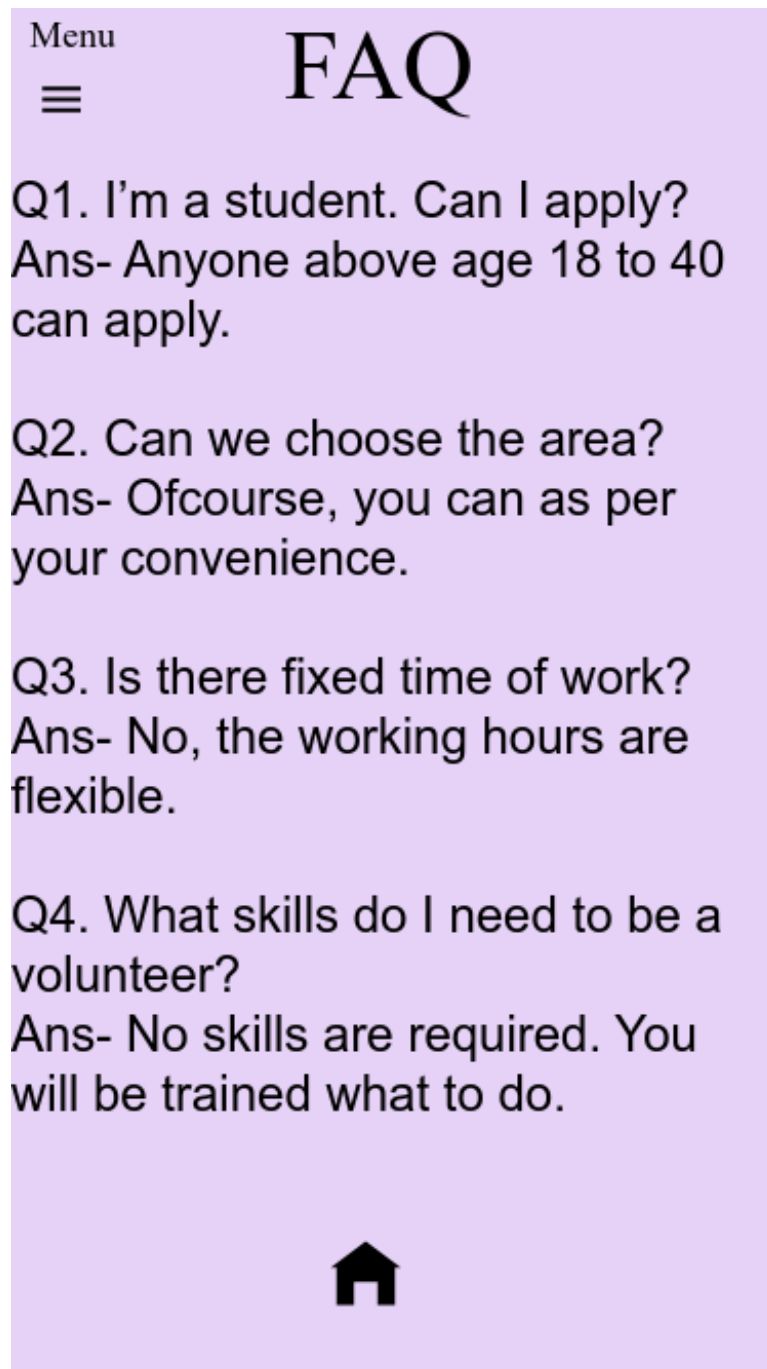 Menu
FAQ
Q1. I’m a student. Can I apply?
Ans- Anyone above age 18 to 40
can apply.
Q2. Can we choose the area?
Ans- Ofcourse, you can as per
your convenience.
Q3. Is there fixed time of work?
Ans- No, the working hours are
flexible.
Q4. What skills do I need to be a
volunteer?
Ans- No skills are required. You
will be trained what to do.